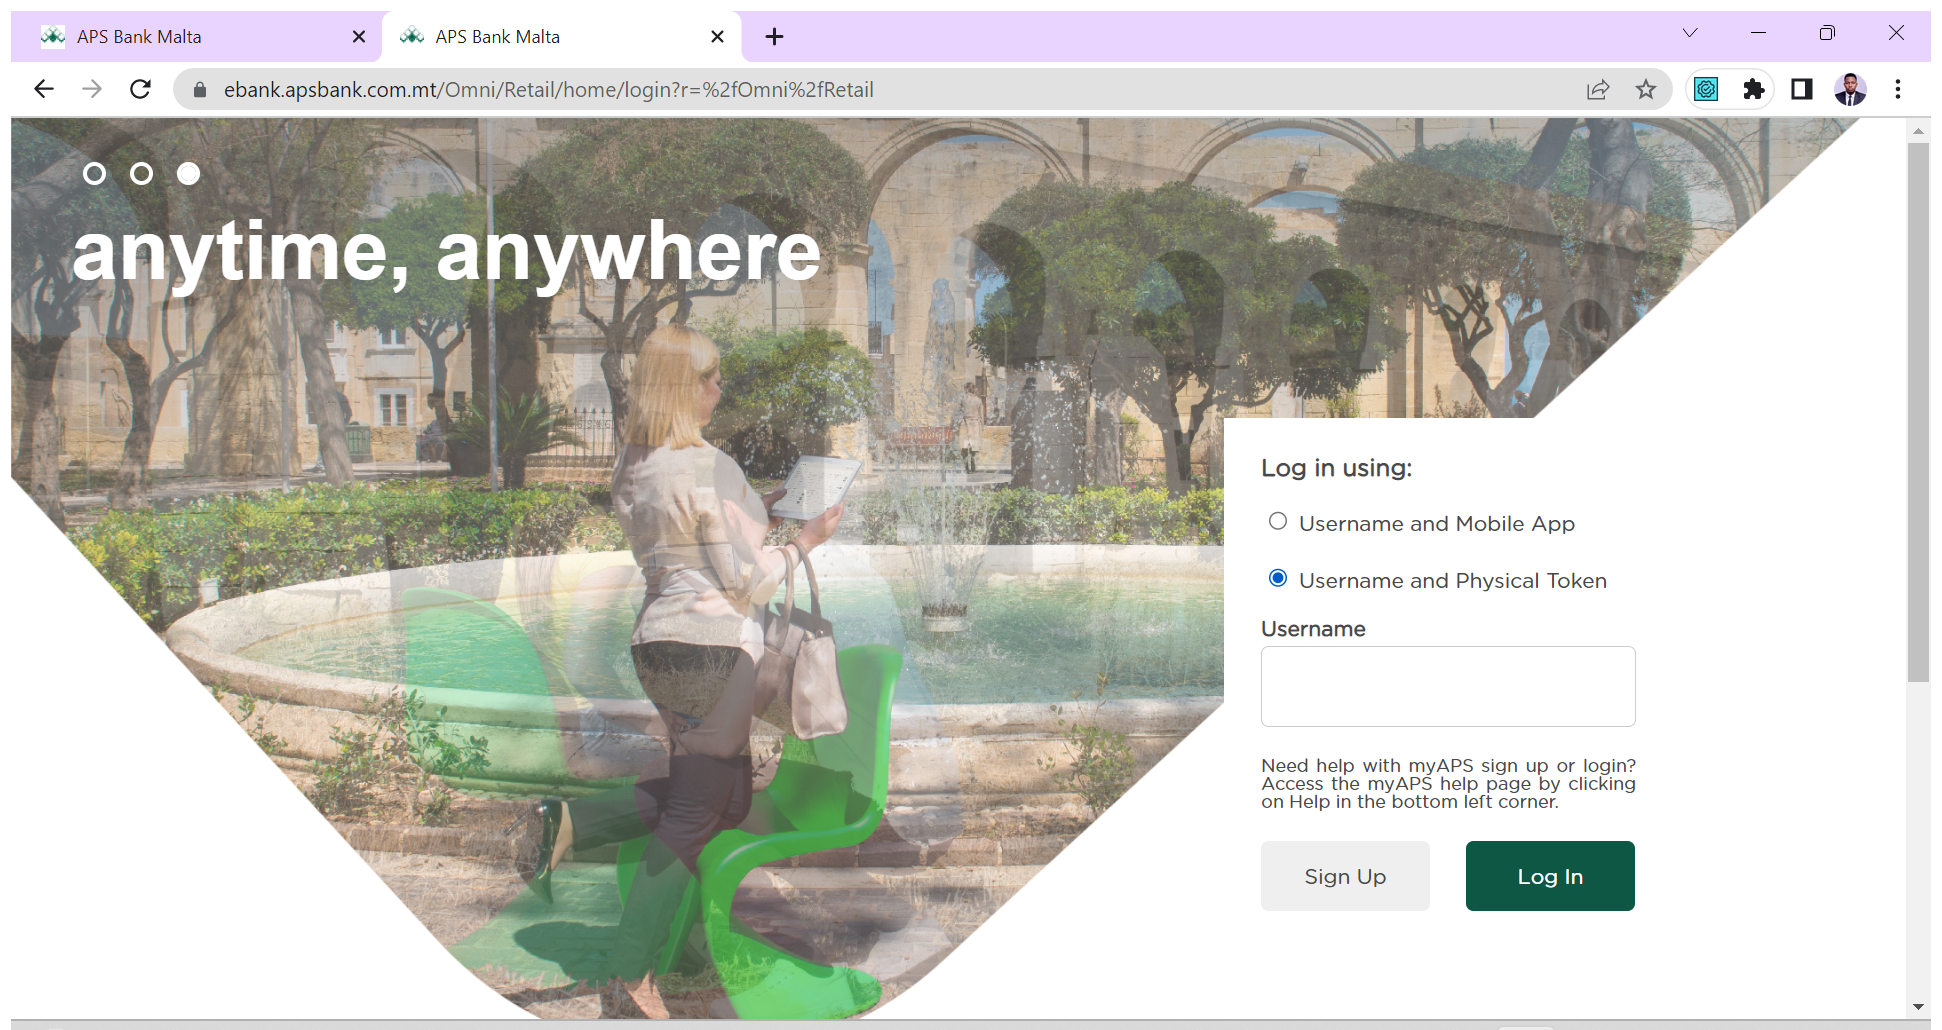 APS Bank Malta
APS Bank Malta
ebank.apsbank.com.mt/Omni/Retail/home/login?r=%2fOmni%2fRetail
anytime, anywhere
Log in using:
Username and Mobile App
Username and Physical Token
Username
Need help with myAPS sign up or login?
Access the myAPS help page by clicking
on Help in the bottom left corner.
Sign Up
Log In